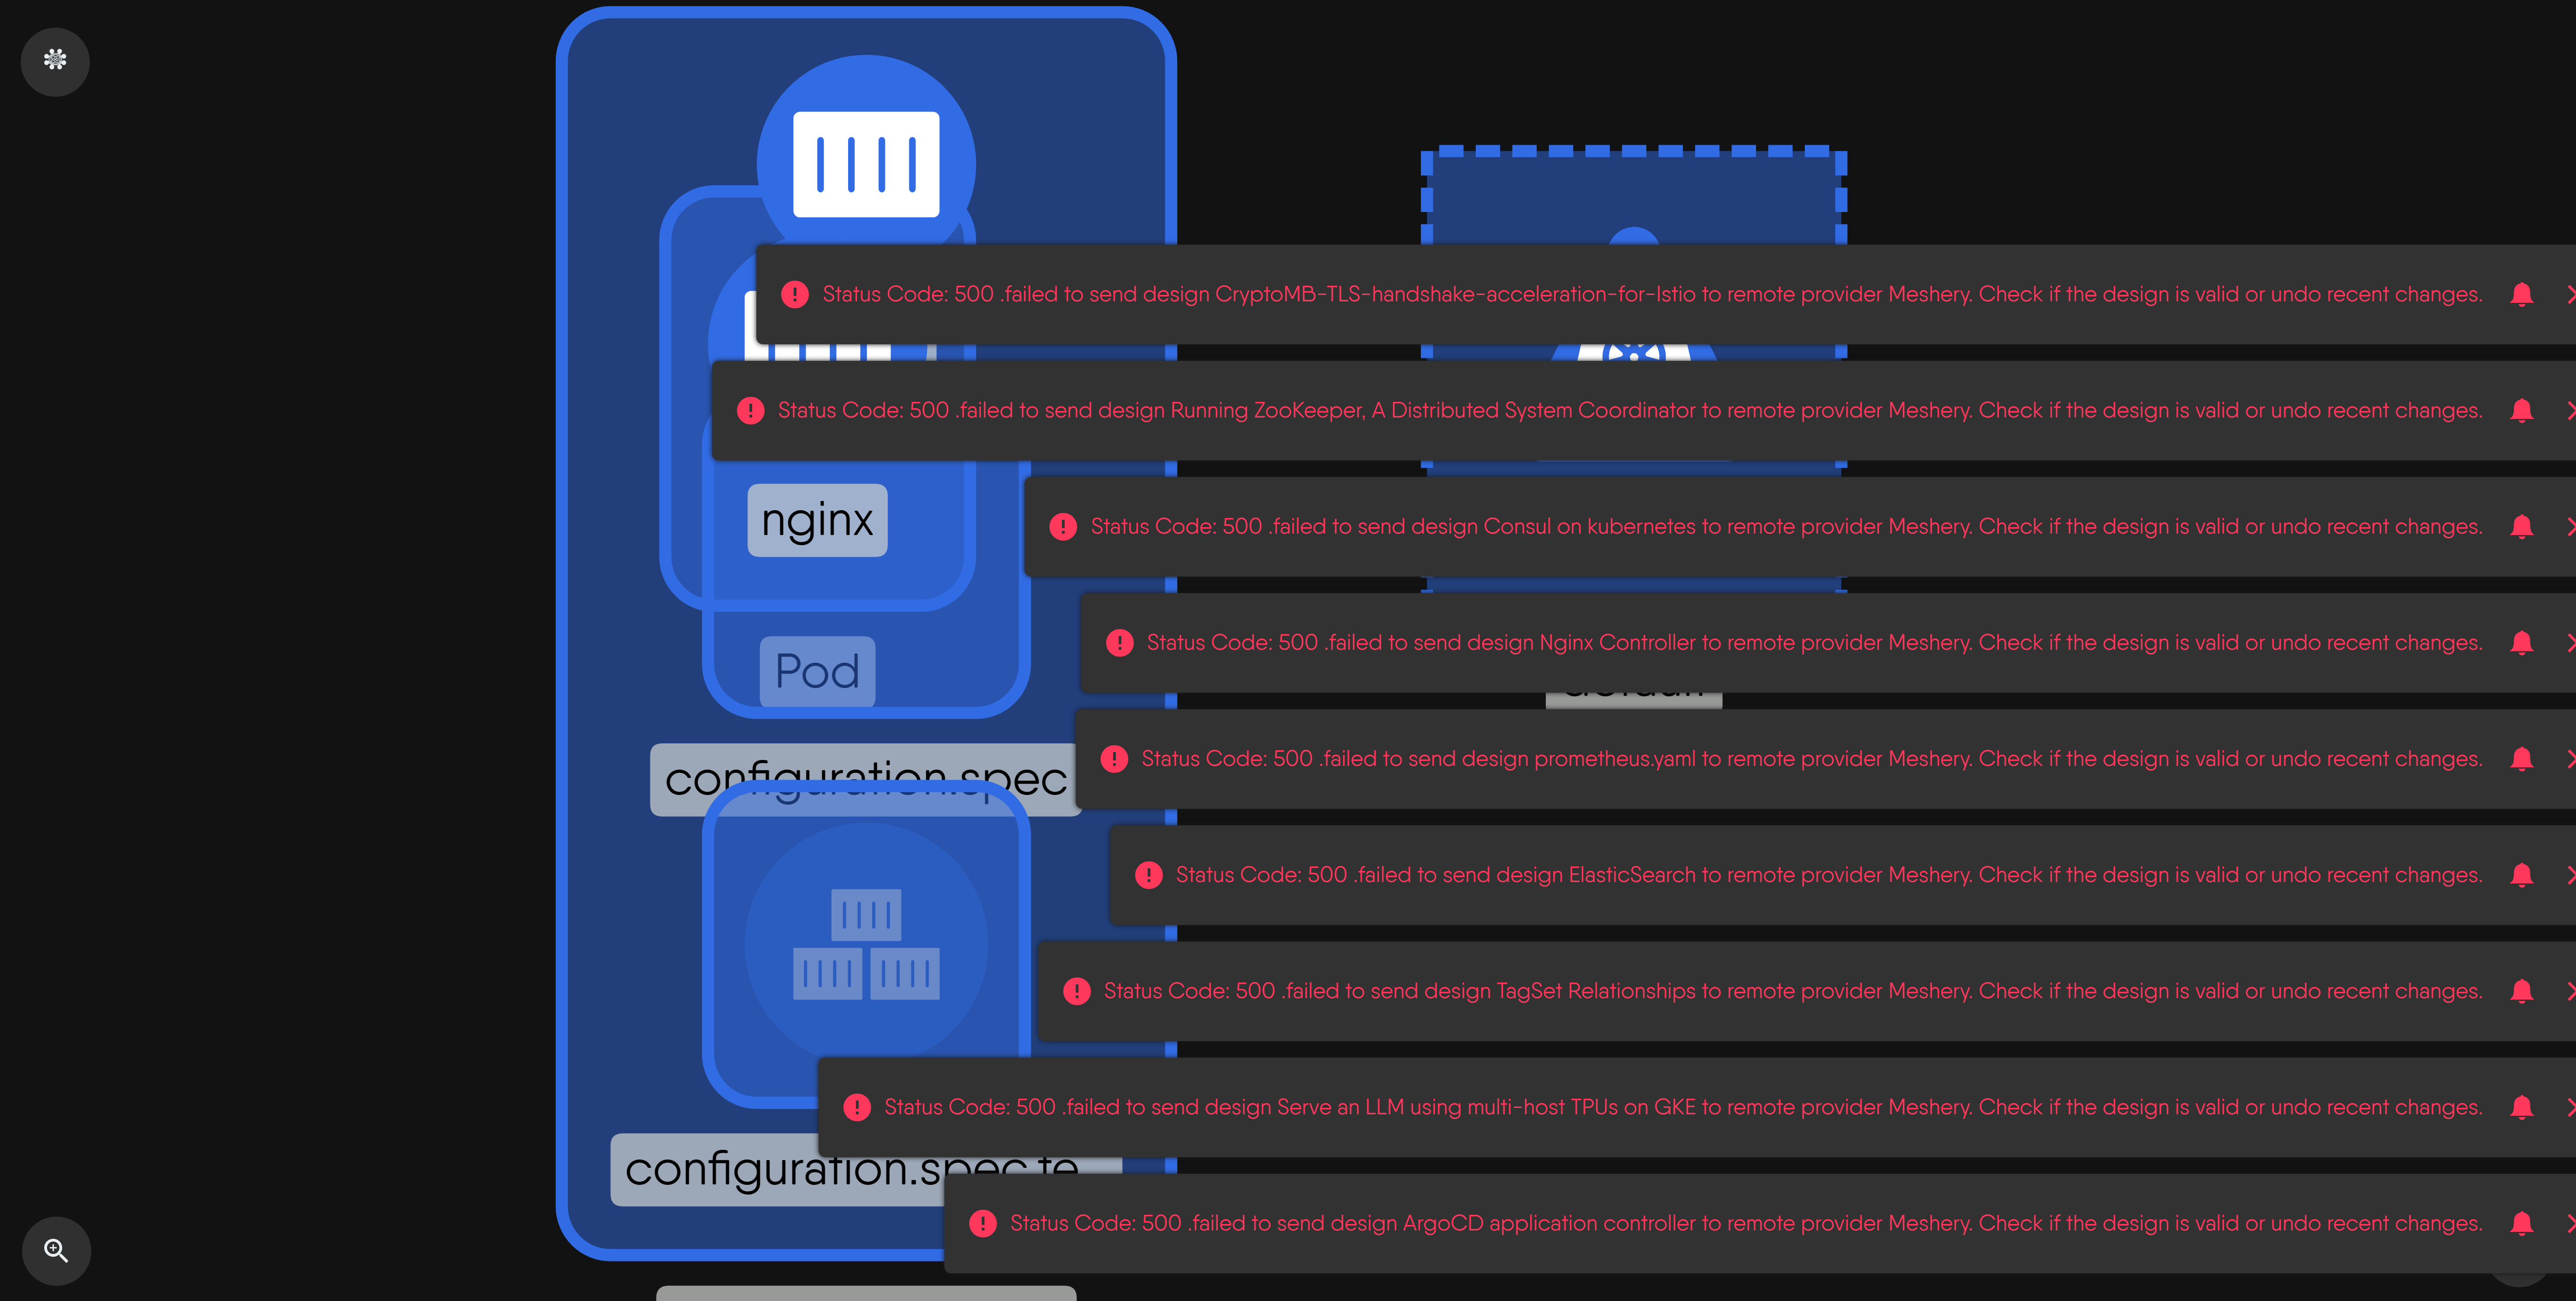 Status Code: 500 .failed to send design CryptoMB-TLS-handshake-acceleration-for-Istio to remote provider Meshery. Check if the design is valid or undo recent changes.
Status Code: 500 .failed to send design Running ZooKeeper, A Distributed System Coordinator to remote provider Meshery. Check if the design is valid or undo recent changes.
nginx
Status Code: 500 .failed to send design Consul on kubernetes to remote provider Meshery. Check if the design is valid or undo recent changes.
Status Code: 500 .failed to send design Nginx Controller to remote provider Meshery. Check if the design is valid or undo recent changes.
Pod
Status Code: 500 .failed to send design prometheus.yaml to remote provider Meshery. Check if the design is valid or undo recent changes.
configuration.spec
Status Code: 500 .failed to send design ElasticSearch to remote provider Meshery. Check if the design is valid or undo recent changes.
Status Code: 500 .failed to send design TagSet Relationships to remote provider Meshery. Check if the design is valid or undo recent changes.
Status Code: 500 .failed to send design Serve an LLM using multi-host TPUs on GKE to remote provider Meshery. Check if the design is valid or undo recent changes.
configuration.spec.te
Status Code: 500 .failed to send design ArgoCD application controller to remote provider Meshery. Check if the design is valid or undo recent changes.